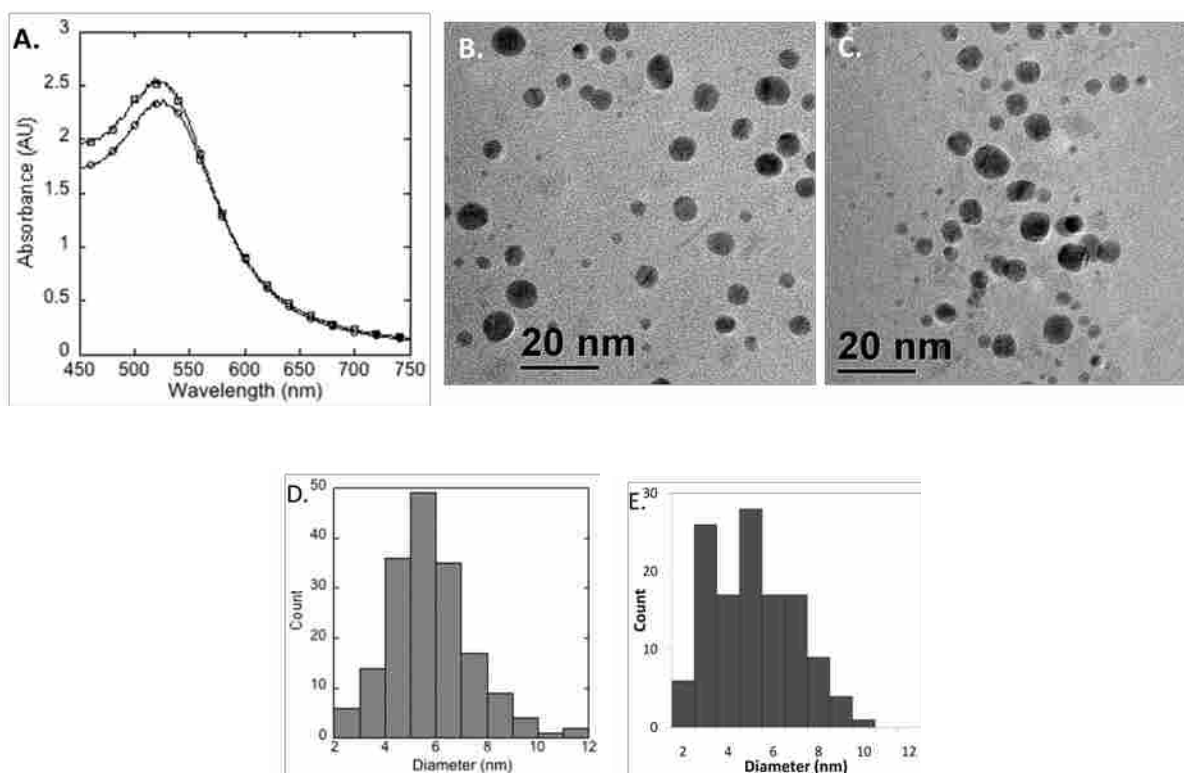 A.
3
2.5
2
1.5
1
0.5
0
Absorbance (AU)
450 500 550 600 650 700 750
Wavelength (nm)
B.
20 nm
C.
20 nm
D.
50
40
30
20
10
0
Count
2 4 6 8 10 12
Diameter (nm)
E.
30
20
10
0
Count
2 4 6 8 10 12
Diameter (nm)